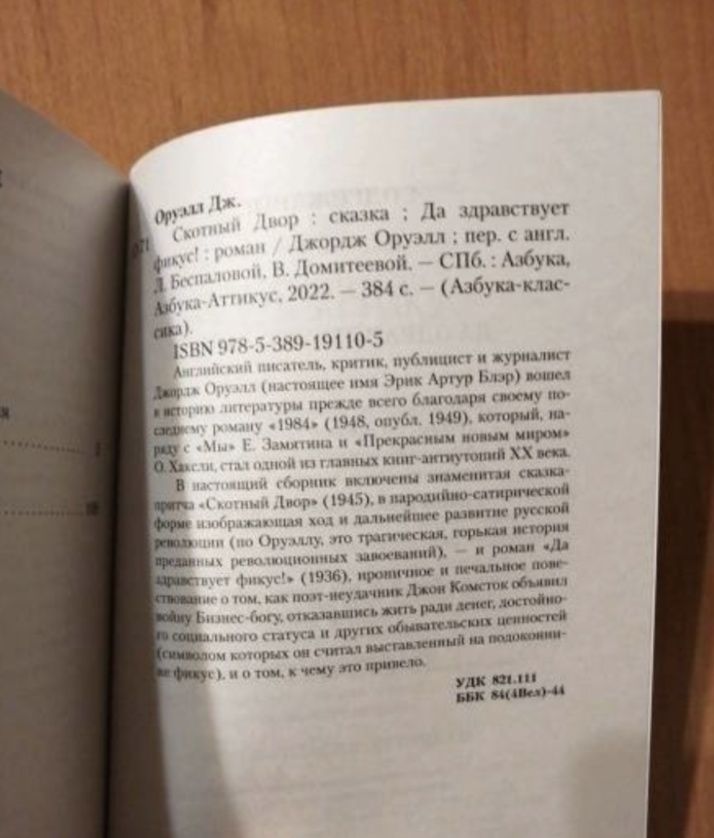 Оруэлл Дж.
Скотный Двор : сказка ; Да здравствует
фикус! : роман / Джордж Оруэлл ; пер. с англ.
Л. Беспаловой, В. Домитеевой. — СПб. : Азбука,
Азбука-Аттикус, 2022. — 384 с. — (Азбука-клас-
сика).
ISBN 978-5-389-19110-5
Английский писатель, критик, публицист и журналист
Джордж Оруэлл (настоящее имя Эрик Артур Блэр) вошел
в историю литературы прежде всего благодаря своему по-
следнему роману «1984» (1948, опубл. 1949), который, на-
ряду с «Мы» Е. Замятина и «Прекрасным новым миром»
О. Хаксли, стал одной из главных книг-антиутопий XX века.
В настоящий сборник включены знаменитая сказка-
притча «Скотный Двор» (1945), в пародийно-сатирической
форме изображающая ход и дальнейшее развитие русской
революции (по Оруэллу, это трагическая, горькая история
преданных революционных завоеваний), — и роман «Да
здравствует фикус!» (1936), ироничное и печальное пове-
ствование о том, как поэт-неудачник Джон Комсток объявил
войну Бизнес-богу, отказавшись жить ради денег, достойно-
го социального статуса и других обывательских ценностей
(символом которых он считал выставленный на подоконни-
ке фикус), и о том, к чему это привело.
УДК 821.111
ББК 84(4Вел)-44